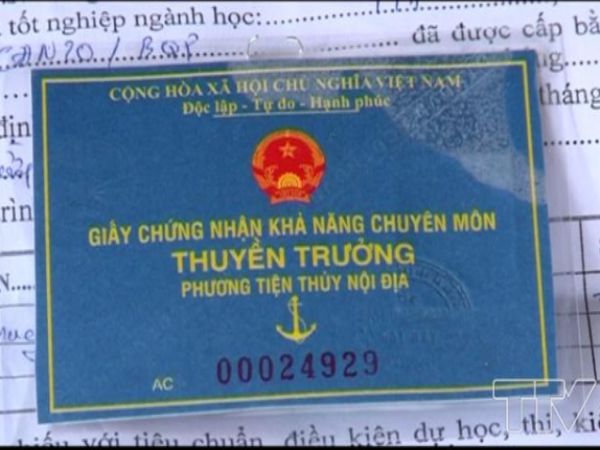 tốt nghiệp ngành học:
đã được cấp bằ
CỘNG HÒA XÃ HỘI CHỦ NGHĨA VIỆT NAM
Độc lập - Tự do - Hạnh phúc
tháng
địn
GIẤY CHỨNG NHẬN KHẢ NĂNG CHUYÊN MÔN
THUYỀN TRƯỞNG
PHƯƠNG TIỆN THỦY NỘI ĐỊA
AC 00024929
TTV
với tiêu chuẩn, điều kiện dự học, thi, kiể